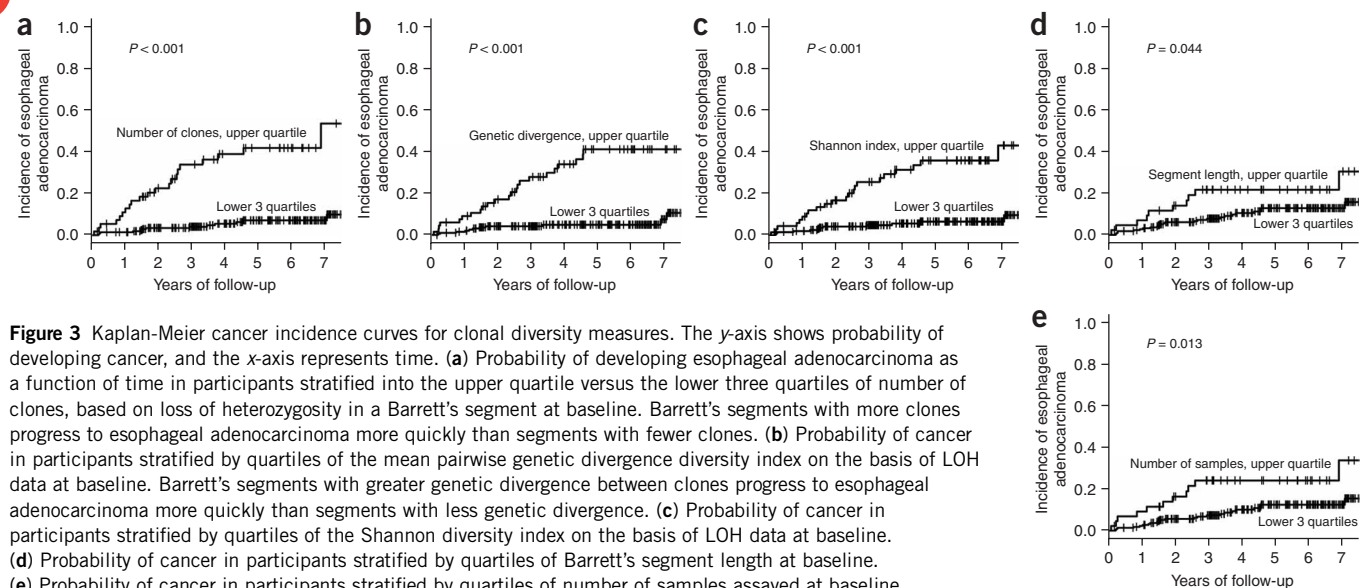 a
1.0
0.8
0.6
0.4
0.2
0.0
Incidence of esophageal
adenocarcinoma
P < 0.001
Number of clones, upper quartile
Lower 3 quartiles
0 1 2 3 4 5 6 7
Years of follow-up
b
1.0
0.8
0.6
0.4
0.2
0.0
Incidence of esophageal
adenocarcinoma
P < 0.001
Genetic divergence, upper quartile
Lower 3 quartiles
0 1 2 3 4 5 6 7
Years of follow-up
c
1.0
0.8
0.6
0.4
0.2
0.0
Incidence of esophageal
adenocarcinoma
P < 0.001
Shannon index, upper quartile
Lower 3 quartiles
0 1 2 3 4 5 6 7
Years of follow-up
d
1.0
0.8
0.6
0.4
0.2
0.0
Incidence of esophageal
adenocarcinoma
P = 0.044
Segment length, upper quartile
Lower 3 quartiles
0 1 2 3 4 5 6 7
Years of follow-up
e
1.0
0.8
0.6
0.4
0.2
0.0
Incidence of esophageal
adenocarcinoma
P = 0.013
Number of samples, upper quartile
Lower 3 quartiles
0 1 2 3 4 5 6 7
Years of follow-up
Figure 3 Kaplan-Meier cancer incidence curves for clonal diversity measures. The y-axis shows probability of
developing cancer, and the x-axis represents time. (a) Probability of developing esophageal adenocarcinoma as
a function of time in participants stratified into the upper quartile versus the lower three quartiles of number of
clones, based on loss of heterozygosity in a Barrett's segment at baseline. Barrett's segments with more clones
progress to esophageal adenocarcinoma more quickly than segments with fewer clones. (b) Probability of cancer
in participants stratified by quartiles of the mean pairwise genetic divergence diversity index on the basis of LOH
data at baseline. Barrett's segments with greater genetic divergence between clones progress to esophageal
adenocarcinoma more quickly than segments with less genetic divergence. (c) Probability of cancer in
participants stratified by quartiles of the Shannon diversity index on the basis of LOH data at baseline.
(d) Probability of cancer in participants stratified by quartiles of Barrett's segment length at baseline.
(e) Probability of cancer in participants stratified by quartiles of number of samples assayed at baseline.